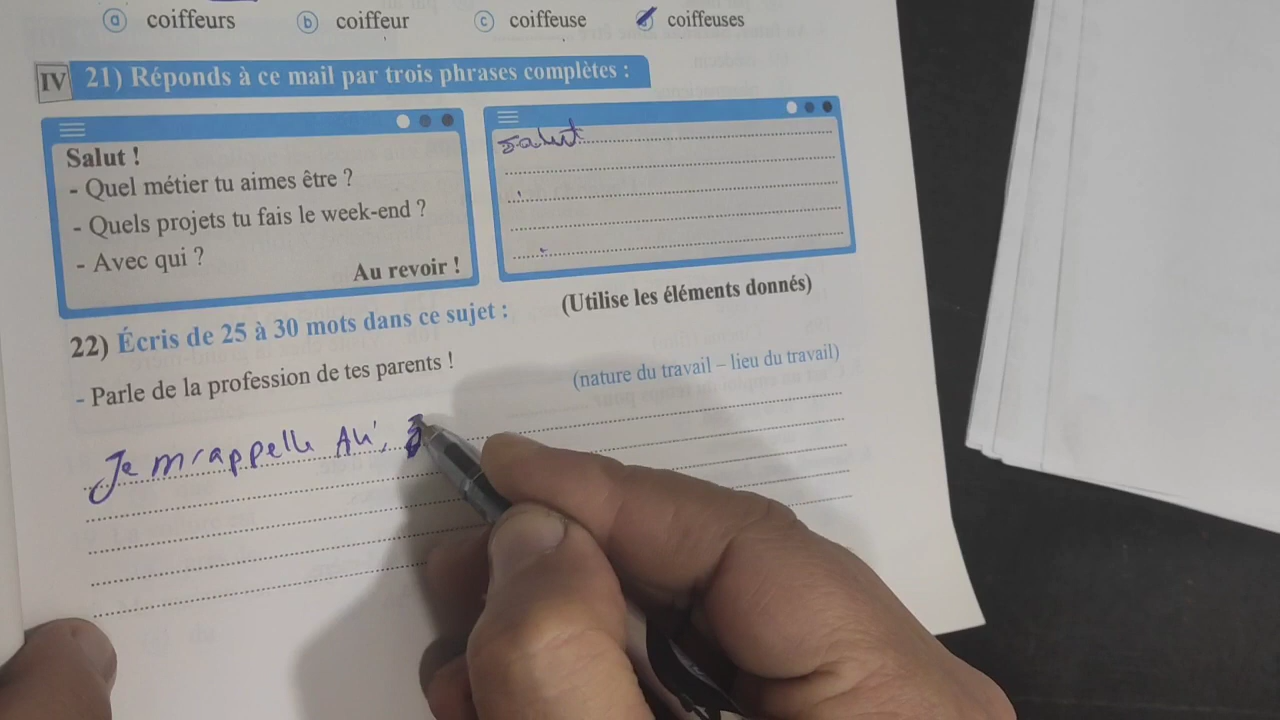 a coiffeurs b coiffeur c coiffeuse d coiffeuses
IV 21) Réponds à ce mail par trois phrases complètes :
Salut !
- Quel métier tu aimes être ?
- Quels projets tu fais le week-end ?
- Avec qui ?
Au revoir !
Salut
(Utilise les éléments donnés)
22) Écris de 25 à 30 mots dans ce sujet :
- Parle de la profession de tes parents !
(nature du travail – lieu du travail)
Je m'appelle Ali,